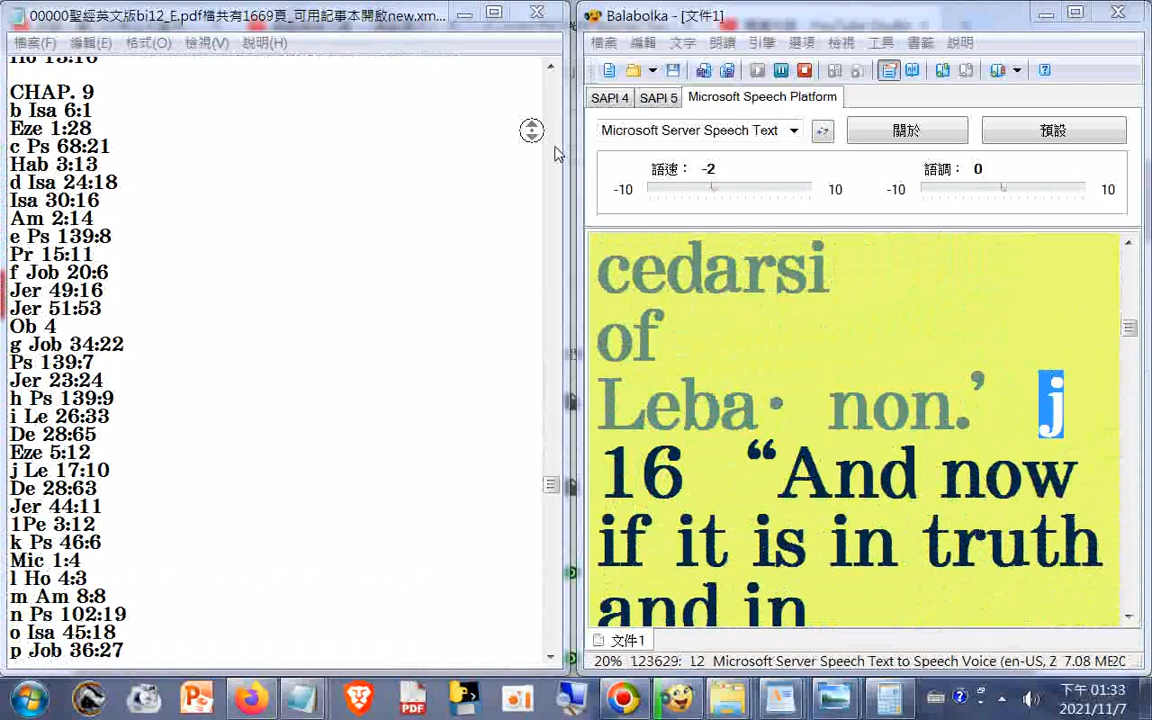 00000聖經英文版bi12_E.pdf檔共有1669頁_可用記事本開啟new.xm...
檔案(F) 編輯(E) 格式(O) 檢視(V) 說明(H)
Ho 13:16
CHAP. 9
b Isa 6:1
Eze 1:28
c Ps 68:21
Hab 3:13
d Isa 24:18
Isa 30:16
Am 2:14
e Ps 139:8
Pr 15:11
f Job 20:6
Jer 49:16
Jer 51:53
Ob 4
g Job 34:22
Ps 139:7
Jer 23:24
h Ps 139:9
i Le 26:33
De 28:65
Eze 5:12
j Le 17:10
De 28:63
Jer 44:11
1Pe 3:12
k Ps 46:6
Mic 1:4
l Ho 4:3
m Am 8:8
n Ps 102:19
o Isa 45:18
p Job 36:27
Balabolka - [文件1]
檔案 編輯 文字 朗讀 引擎 選項 檢視 工具 書籤 說明
SAPI 4 SAPI 5 Microsoft Speech Platform
Microsoft Server Speech Text 關於 預設
語速： -2 語調： 0
-10 10 -10 10
cedarsi
of
Leba· non.’ j
16 “And now
if it is in truth
and in
文件1
20% 123629: 12 Microsoft Server Speech Text to Speech Voice (en-US, Z 7.08 ME
下午 01:33
2021/11/7